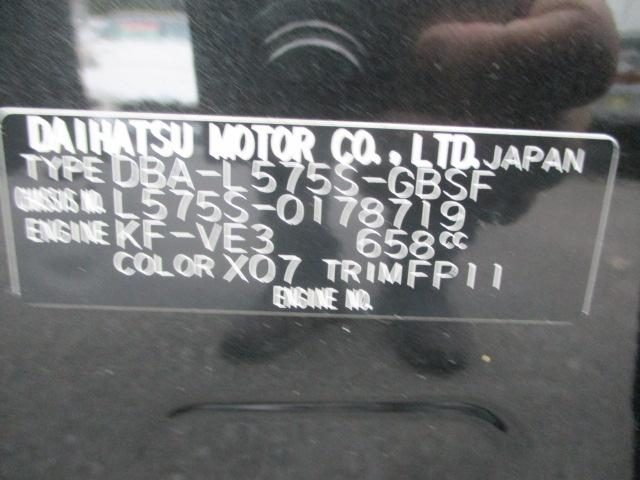 DAIHATSU MOTOR CO., LTD. JAPAN
TYPE DBA-L575S-GBSF
CHASSIS NO. L575S-0178719
ENGINE KF-VE3 658cc
COLOR X07 TRIM FP11
ENGINE NO.